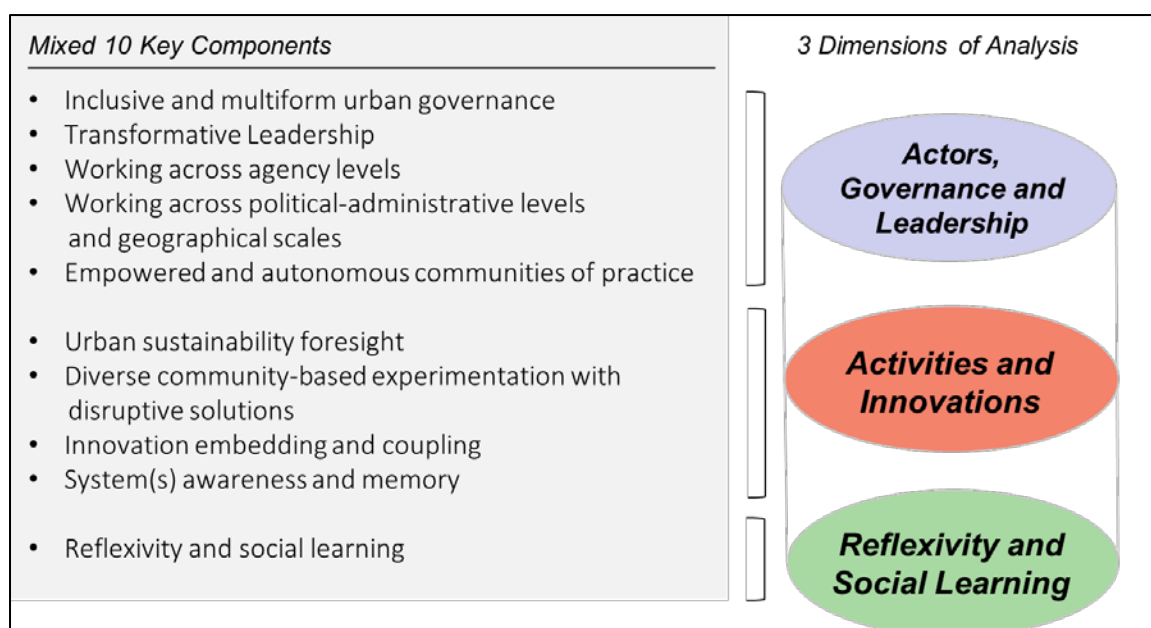 Mixed 10 Key Components
• Inclusive and multiform urban governance
• Transformative Leadership
• Working across agency levels
• Working across political-administrative levels
and geographical scales
• Empowered and autonomous communities of practice
• Urban sustainability foresight
• Diverse community-based experimentation with
disruptive solutions
• Innovation embedding and coupling
• System(s) awareness and memory
• Reflexivity and social learning
3 Dimensions of Analysis
Actors,
Governance and
Leadership
Activities and
Innovations
Reflexivity and
Social Learning